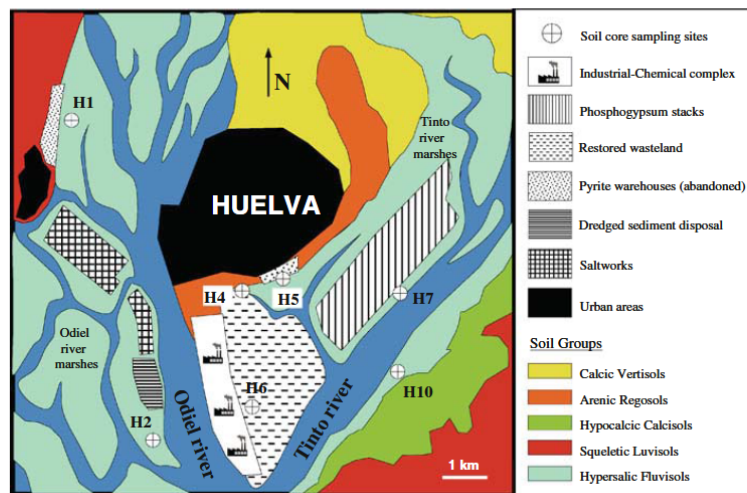 N
H1
Tinto
river
marshes
HUELVA
H4
H5
H7
Odiel
river
marshes
H6
H10
H2
Odiel river
Tinto river
1 km
Soil core sampling sites
Industrial-Chemical complex
Phosphogypsum stacks
Restored wasteland
Pyrite warehouses (abandoned)
Dredged sediment disposal
Saltworks
Urban areas
Soil Groups
Calcic Vertisols
Arenic Regosols
Hypocalcic Calcisols
Squeletic Luvisols
Hypersalic Fluvisols